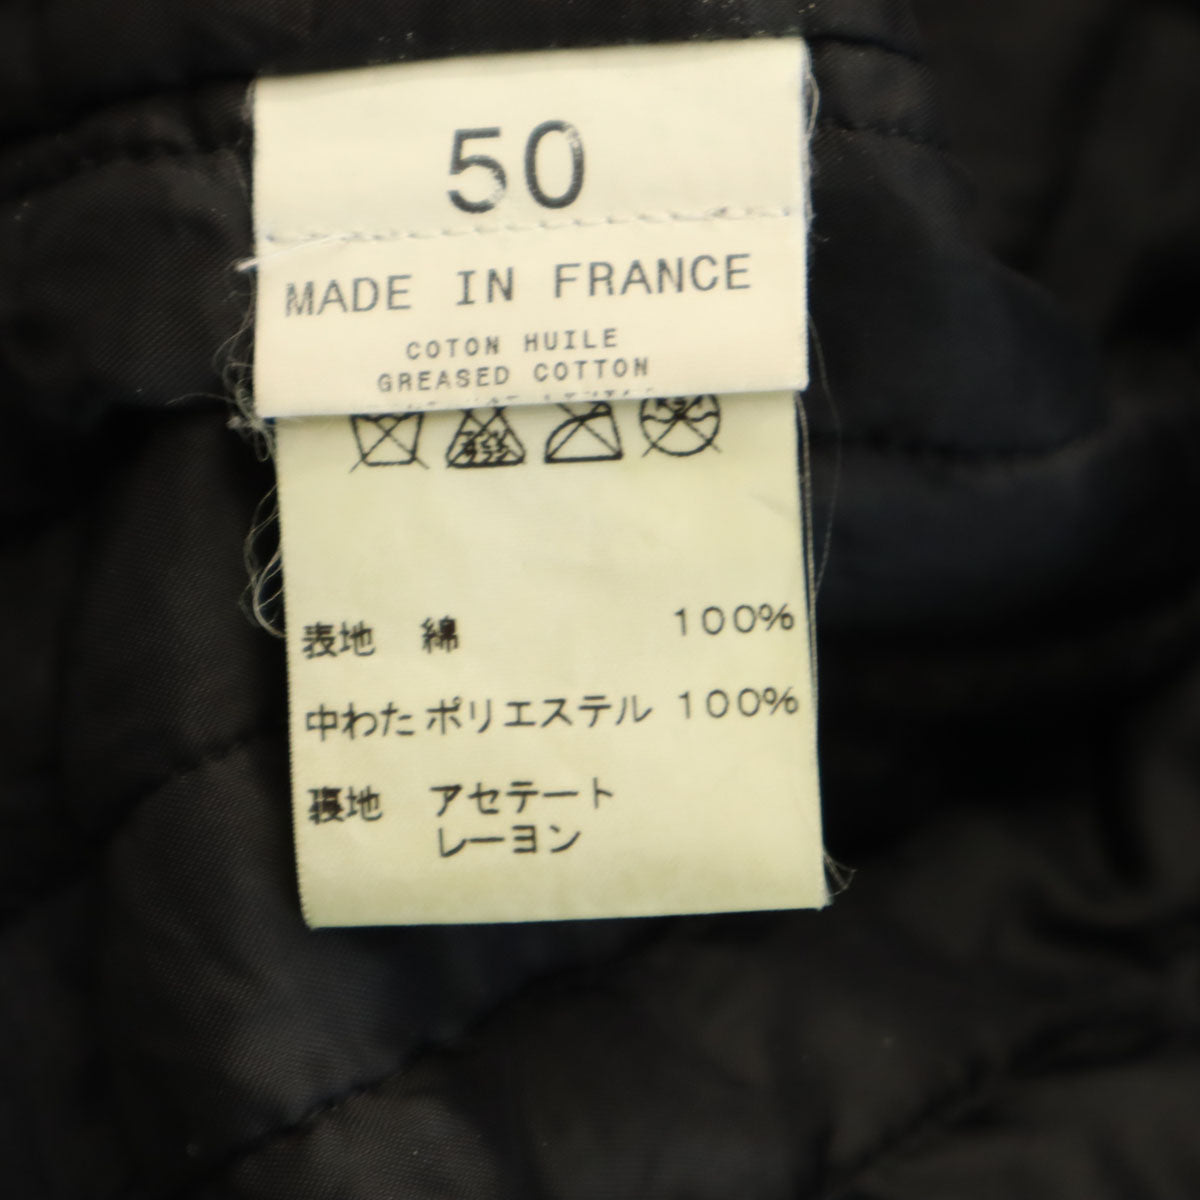 50
MADE IN FRANCE
COTON HUILE
GREASED COTTON
表地 綿 100%
中わた ポリエステル 100%
裏地 アセテート
レーヨン